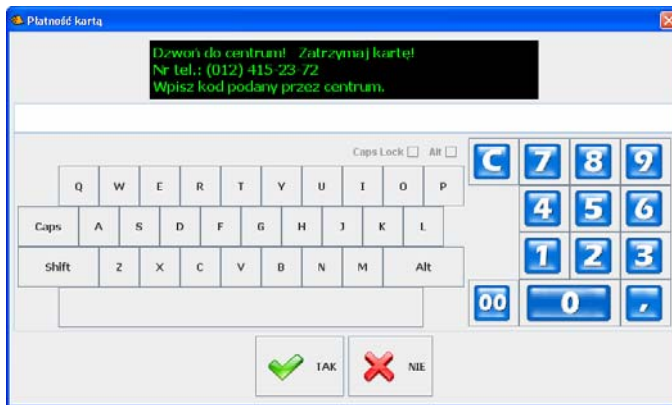 Płatność kartą
Dzwoń do centrum! Zatrzymaj kartę!
Nr tel.: (012) 415-23-72
Wpisz kod podany przez centrum.
Caps Lock Alt
C 7 8 9
Q W E R T Y U I O P
4 5 6
Caps A S D F G H J K L
1 2 3
Shift Z X C V B N M Alt
00 0 ,
TAK NIE